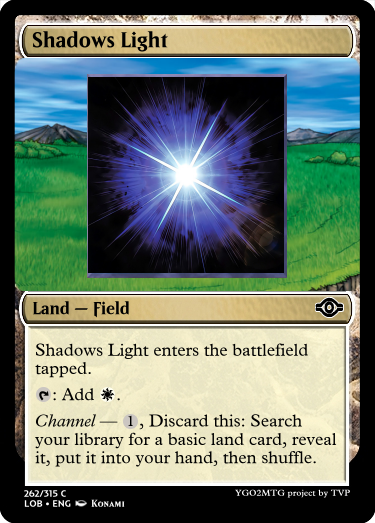 Shadows Light
Land — Field
Shadows Light enters the battlefield
tapped.
: Add .
Channel — 1, Discard this: Search
your library for a basic land card, reveal
it, put it into your hand, then shuffle.
262/315 C
YGO2MTG project by TVP
LOB • ENG Konami